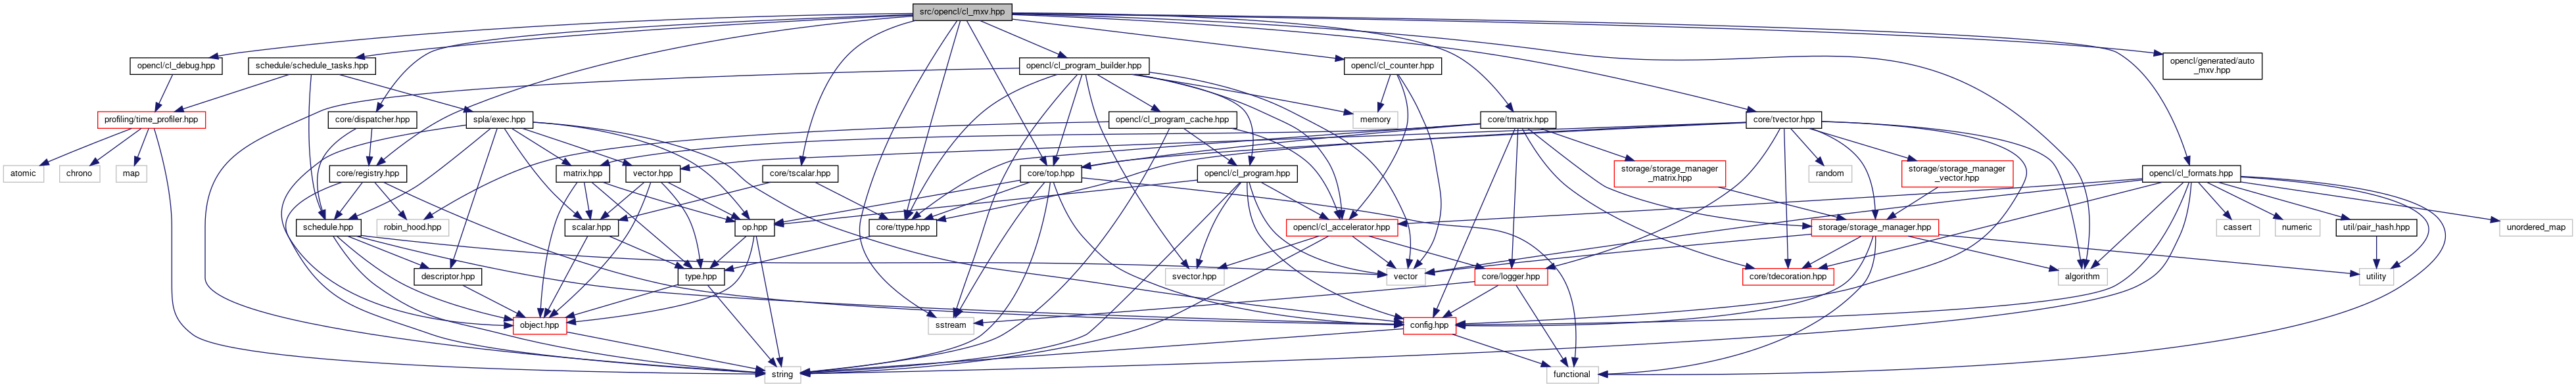 src/opencl/cl_mxv.hpp
opencl/cl_debug.hpp
schedule/schedule_tasks.hpp
opencl/cl_program_builder.hpp
opencl/cl_counter.hpp
opencl/generated/auto
_mxv.hpp
profiling/time_profiler.hpp
core/dispatcher.hpp
spla/exec.hpp
opencl/cl_program_cache.hpp
memory
core/tmatrix.hpp
core/tvector.hpp
atomic
chrono
map
core/registry.hpp
matrix.hpp
vector.hpp
core/tscalar.hpp
core/top.hpp
opencl/cl_program.hpp
storage/storage_manager
_matrix.hpp
random
storage/storage_manager
_vector.hpp
opencl/cl_formats.hpp
schedule.hpp
robin_hood.hpp
scalar.hpp
op.hpp
core/ttype.hpp
opencl/cl_accelerator.hpp
storage/storage_manager.hpp
cassert
numeric
util/pair_hash.hpp
unordered_map
descriptor.hpp
type.hpp
svector.hpp
vector
core/logger.hpp
core/tdecoration.hpp
algorithm
utility
object.hpp
sstream
config.hpp
string
functional